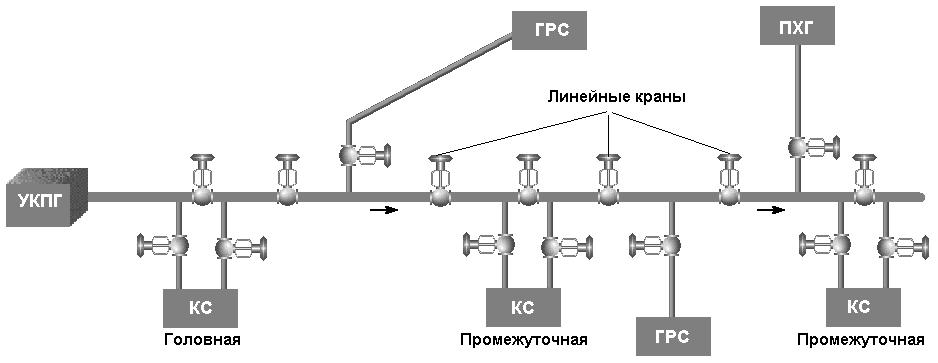 ГРС
ПХГ
Линейные краны
УКПГ
КС
КС
КС
Головная
Промежуточная
ГРС
Промежуточная